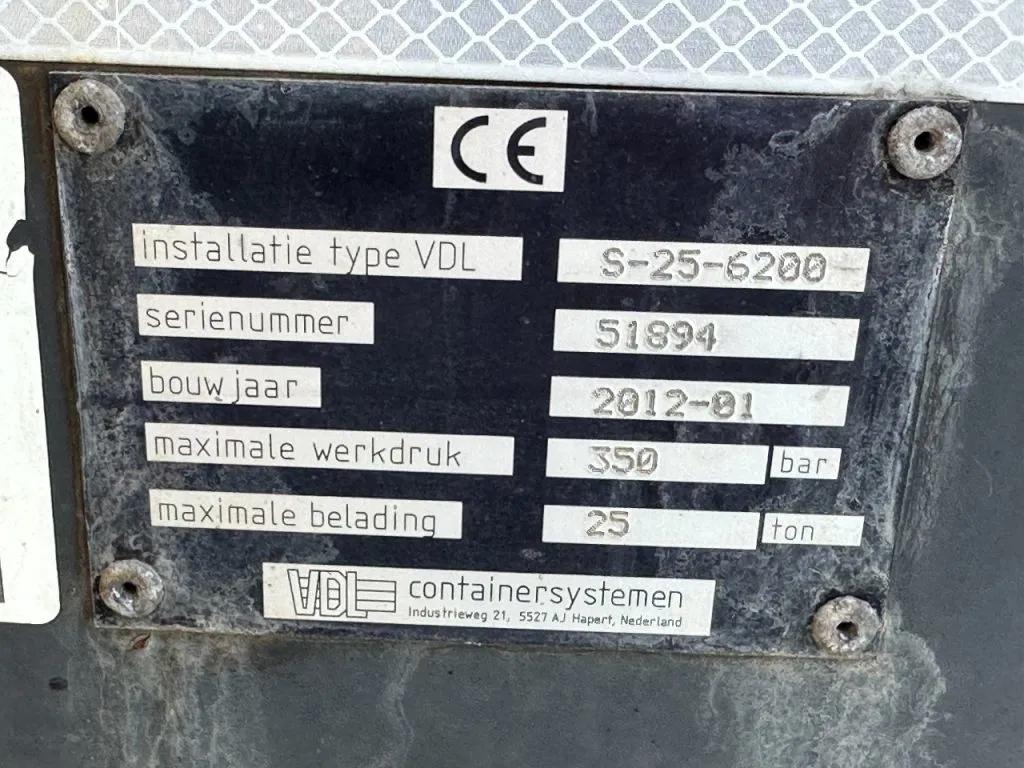 CE
installatie type VDL S-25-6200-
serienummer 51894
bouwjaar 2012-01
maximale werkdruk 350 bar
maximale belading 25 ton
VDL containersystemen
Industrieweg 21, 5527 AJ Hapert, Nederland